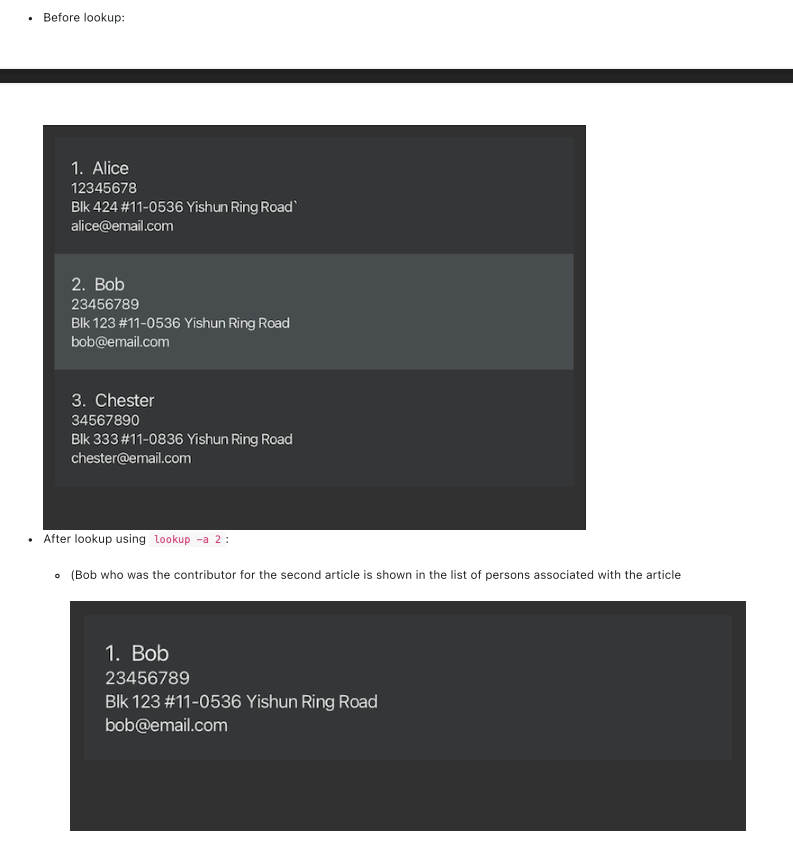 Before lookup:
1. Alice
12345678
Blk 424 #11-0536 Yishun Ring Road`
alice@email.com
2. Bob
23456789
Blk 123 #11-0536 Yishun Ring Road
bob@email.com
3. Chester
34567890
Blk 333 #11-0836 Yishun Ring Road
chester@email.com
After lookup using lookup -a 2 :
(Bob who was the contributor for the second article is shown in the list of persons associated with the article
1. Bob
23456789
Blk 123 #11-0536 Yishun Ring Road
bob@email.com